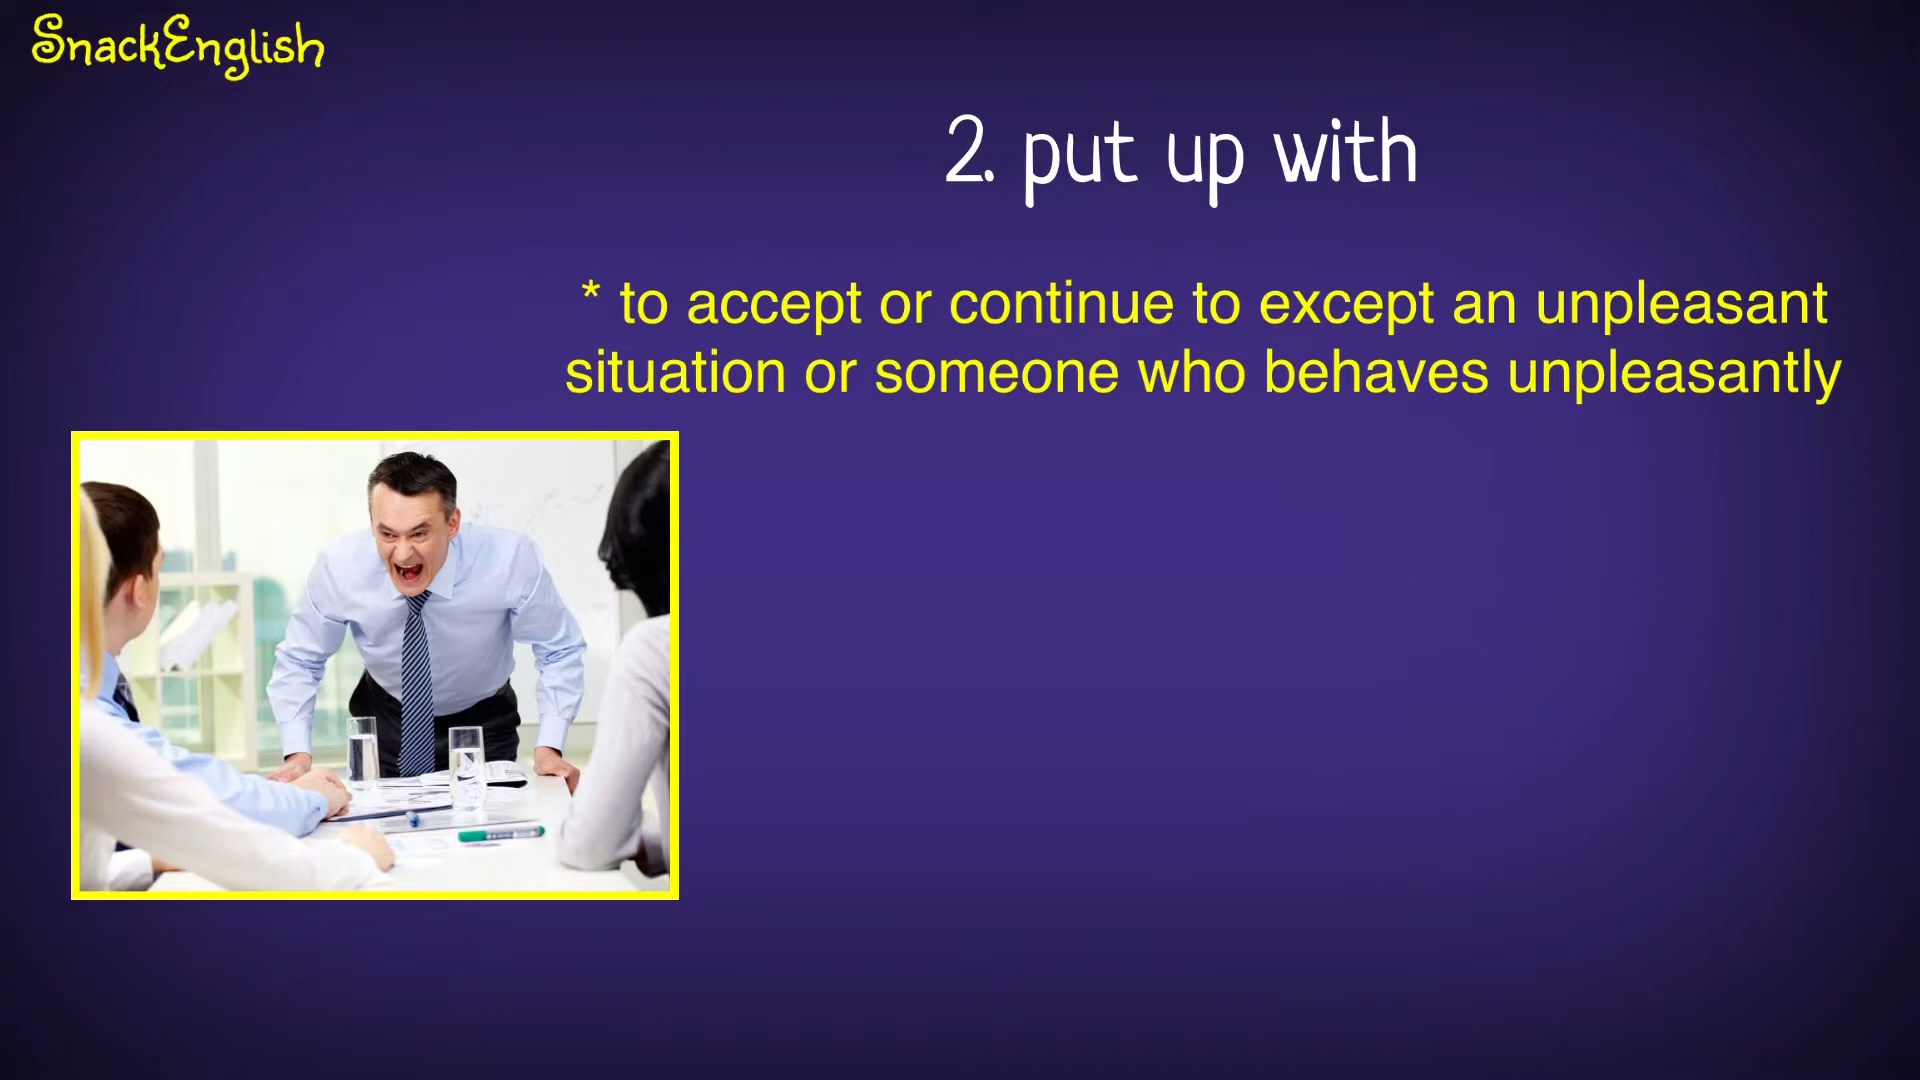 SnackEnglish
2. put up with
* to accept or continue to except an unpleasant
situation or someone who behaves unpleasantly